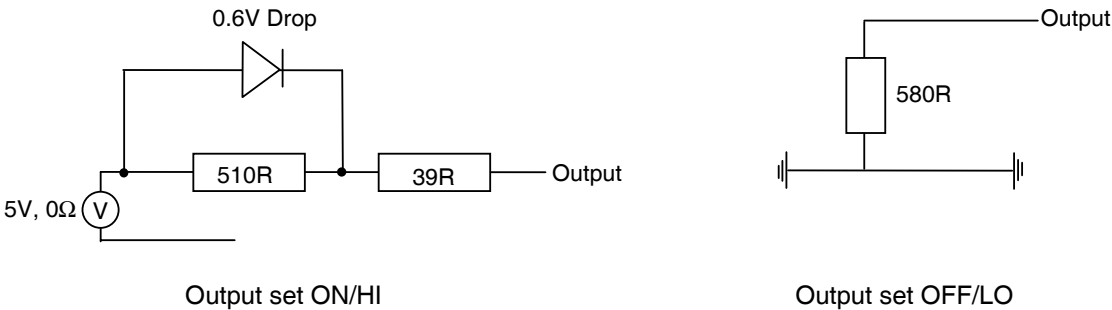 0.6V Drop
Output
580R
510R
39R
Output
5V, 0Ω
V
Output set ON/HI
Output set OFF/LO